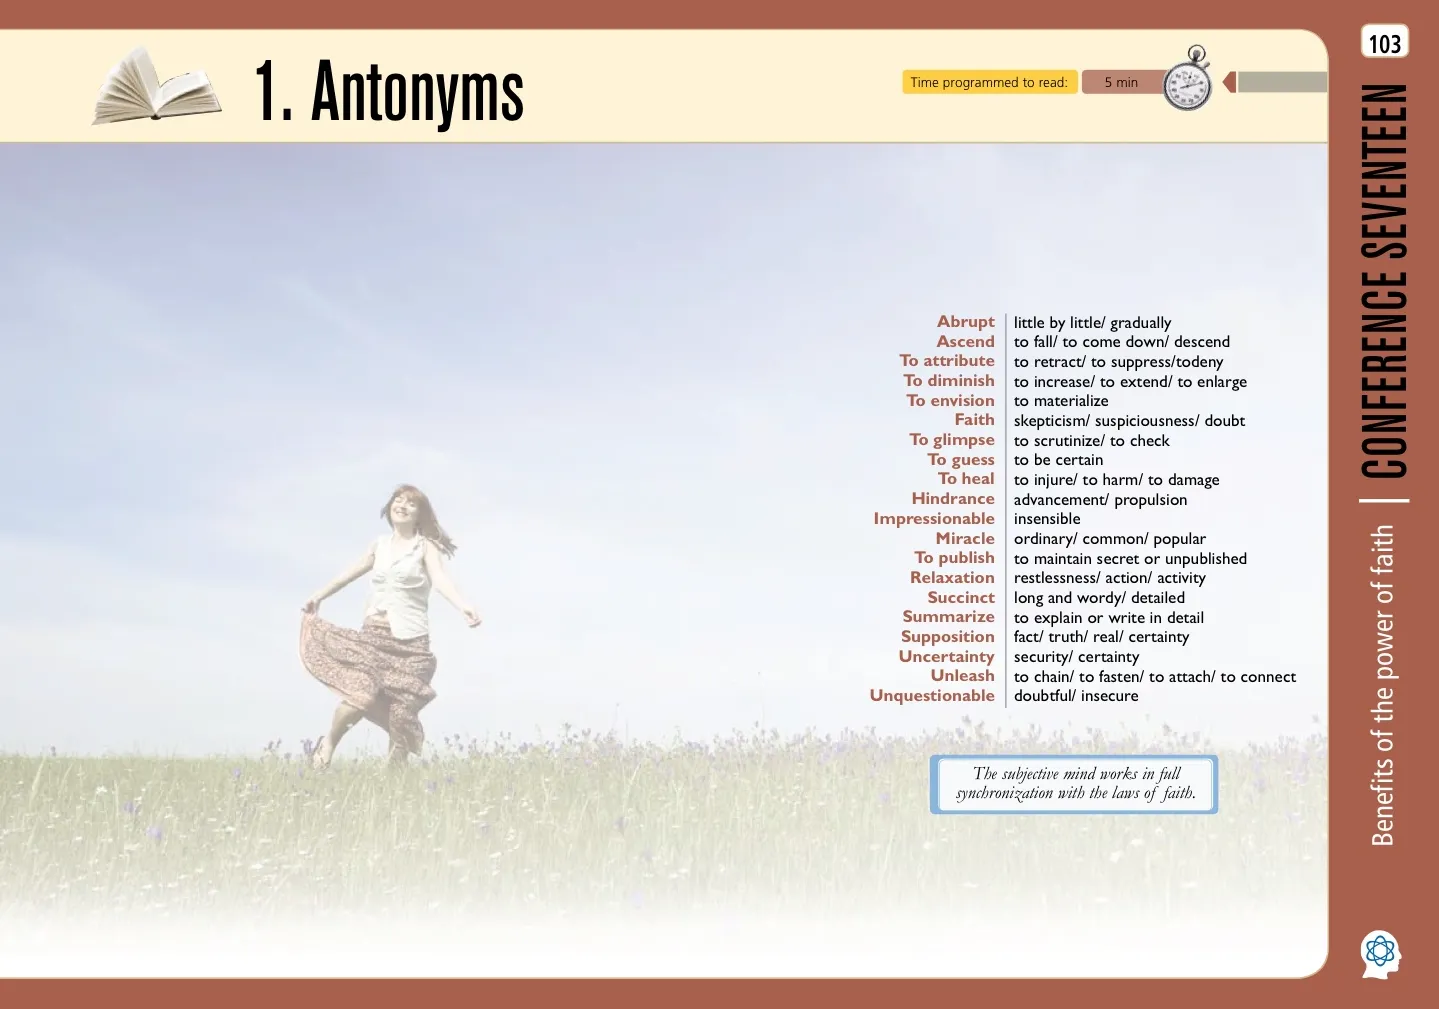 1. Antonyms
Time programmed to read: 5 min
103
CONFERENCE SEVENTEEN
Benefits of the power of faith
Abrupt little by little/ gradually
Ascend to fall/ to come down/ descend
To attribute to retract/ to suppress/todeny
To diminish to increase/ to extend/ to enlarge
To envision to materialize
Faith skepticism/ suspiciousness/ doubt
To glimpse to scrutinize/ to check
To guess to be certain
To heal to injure/ to harm/ to damage
Hindrance advancement/ propulsion
Impressionable insensible
Miracle ordinary/ common/ popular
To publish to maintain secret or unpublished
Relaxation restlessness/ action/ activity
Succinct long and wordy/ detailed
Summarize to explain or write in detail
Supposition fact/ truth/ real/ certainty
Uncertainty security/ certainty
Unleash to chain/ to fasten/ to attach/ to connect
Unquestionable doubtful/ insecure
The subjective mind works in full
synchronization with the laws of faith.